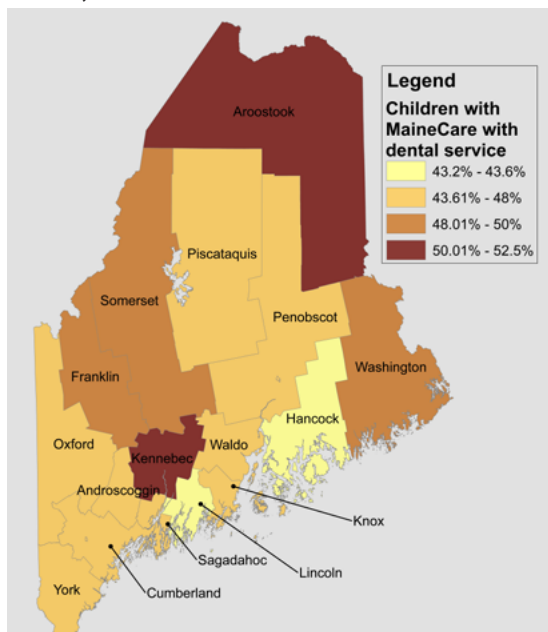 Legend
Children with
MaineCare with
dental service
43.2% - 43.6%
43.61% - 48%
48.01% - 50%
50.01% - 52.5%
Aroostook
Piscataquis
Somerset
Penobscot
Franklin
Washington
Hancock
Oxford
Waldo
Kennebec
Androscoggin
Knox
Sagadahoc
Lincoln
York
Cumberland